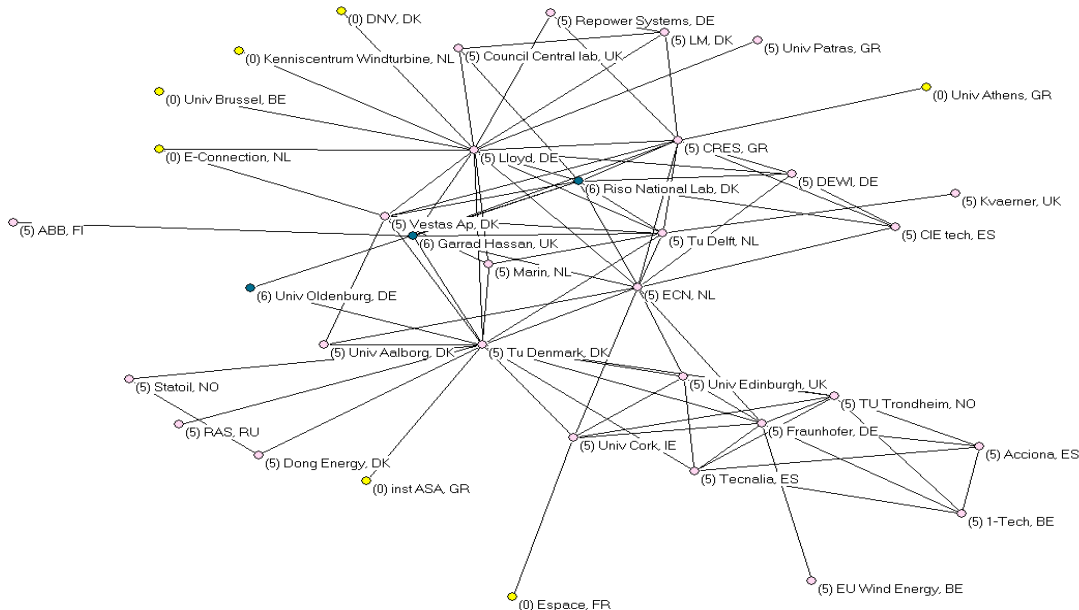 (0) DNV, DK
(5) Repower Systems, DE
(5) LM, DK
(5) Univ Patras, GR
(5) Council Central lab, UK
(0) Kenniscentrum Windturbine, NL
(0) Univ Brussel, BE
(0) Univ Athens, GR
(5) CRES, GR
(0) E-Connection, NL
(5) Lloyd, DE
(5) DEWI, DE
(6) Riso National Lab, DK
(5) Kvaerner, UK
(5) Vestas Ap, DK
(5) ABB, FI
(5) CIE tech, ES
(6) Garrad Hassan, UK
(5) Tu Delft, NL
(5) Marin, NL
(6) Univ Oldenburg, DE
(5) ECN, NL
(5) Univ Aalborg, DK
(5) Tu Denmark, DK
(5) Statoil, NO
(5) Univ Edinburgh, UK
(5) TU Trondheim, NO
(5) RAS, RU
(5) Fraunhofer, DE
(5) Univ Cork, IE
(5) Acciona, ES
(5) Dong Energy, DK
(5) Tecnalia, ES
(0) inst ASA, GR
(5) 1-Tech, BE
(5) EU Wind Energy, BE
(0) Espace, FR